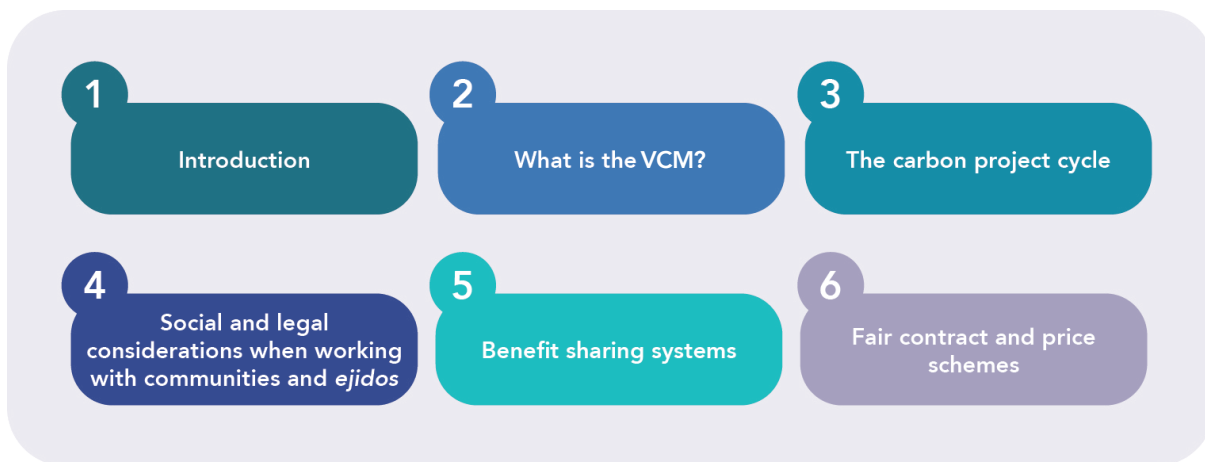 1
Introduction
2
What is the VCM?
3
The carbon project cycle
4
Social and legal
considerations when working
with communities and ejidos
5
Benefit sharing systems
6
Fair contract and price
schemes